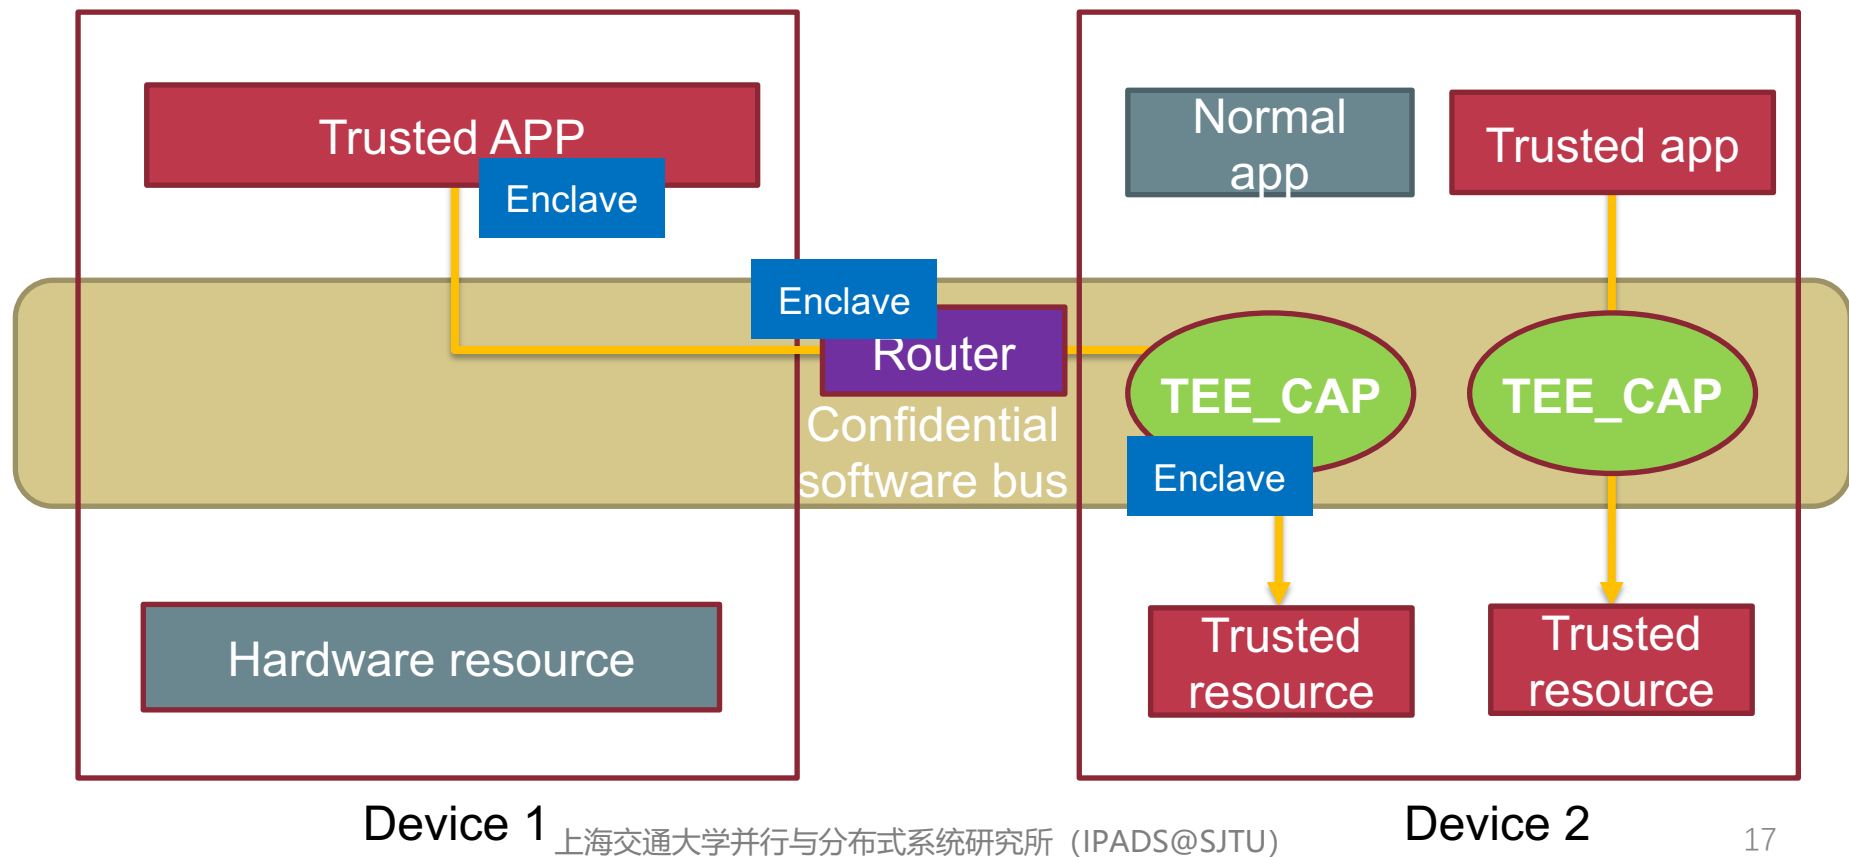 Trusted APP
Enclave
Normal
app
Trusted app
Enclave
Router
Confidential
software bus
TEE_CAP
Enclave
TEE_CAP
Hardware resource
Trusted
resource
Trusted
resource
Device 1
上海交通大学并行与分布式系统研究所（IPADS@SJTU）
Device 2
17